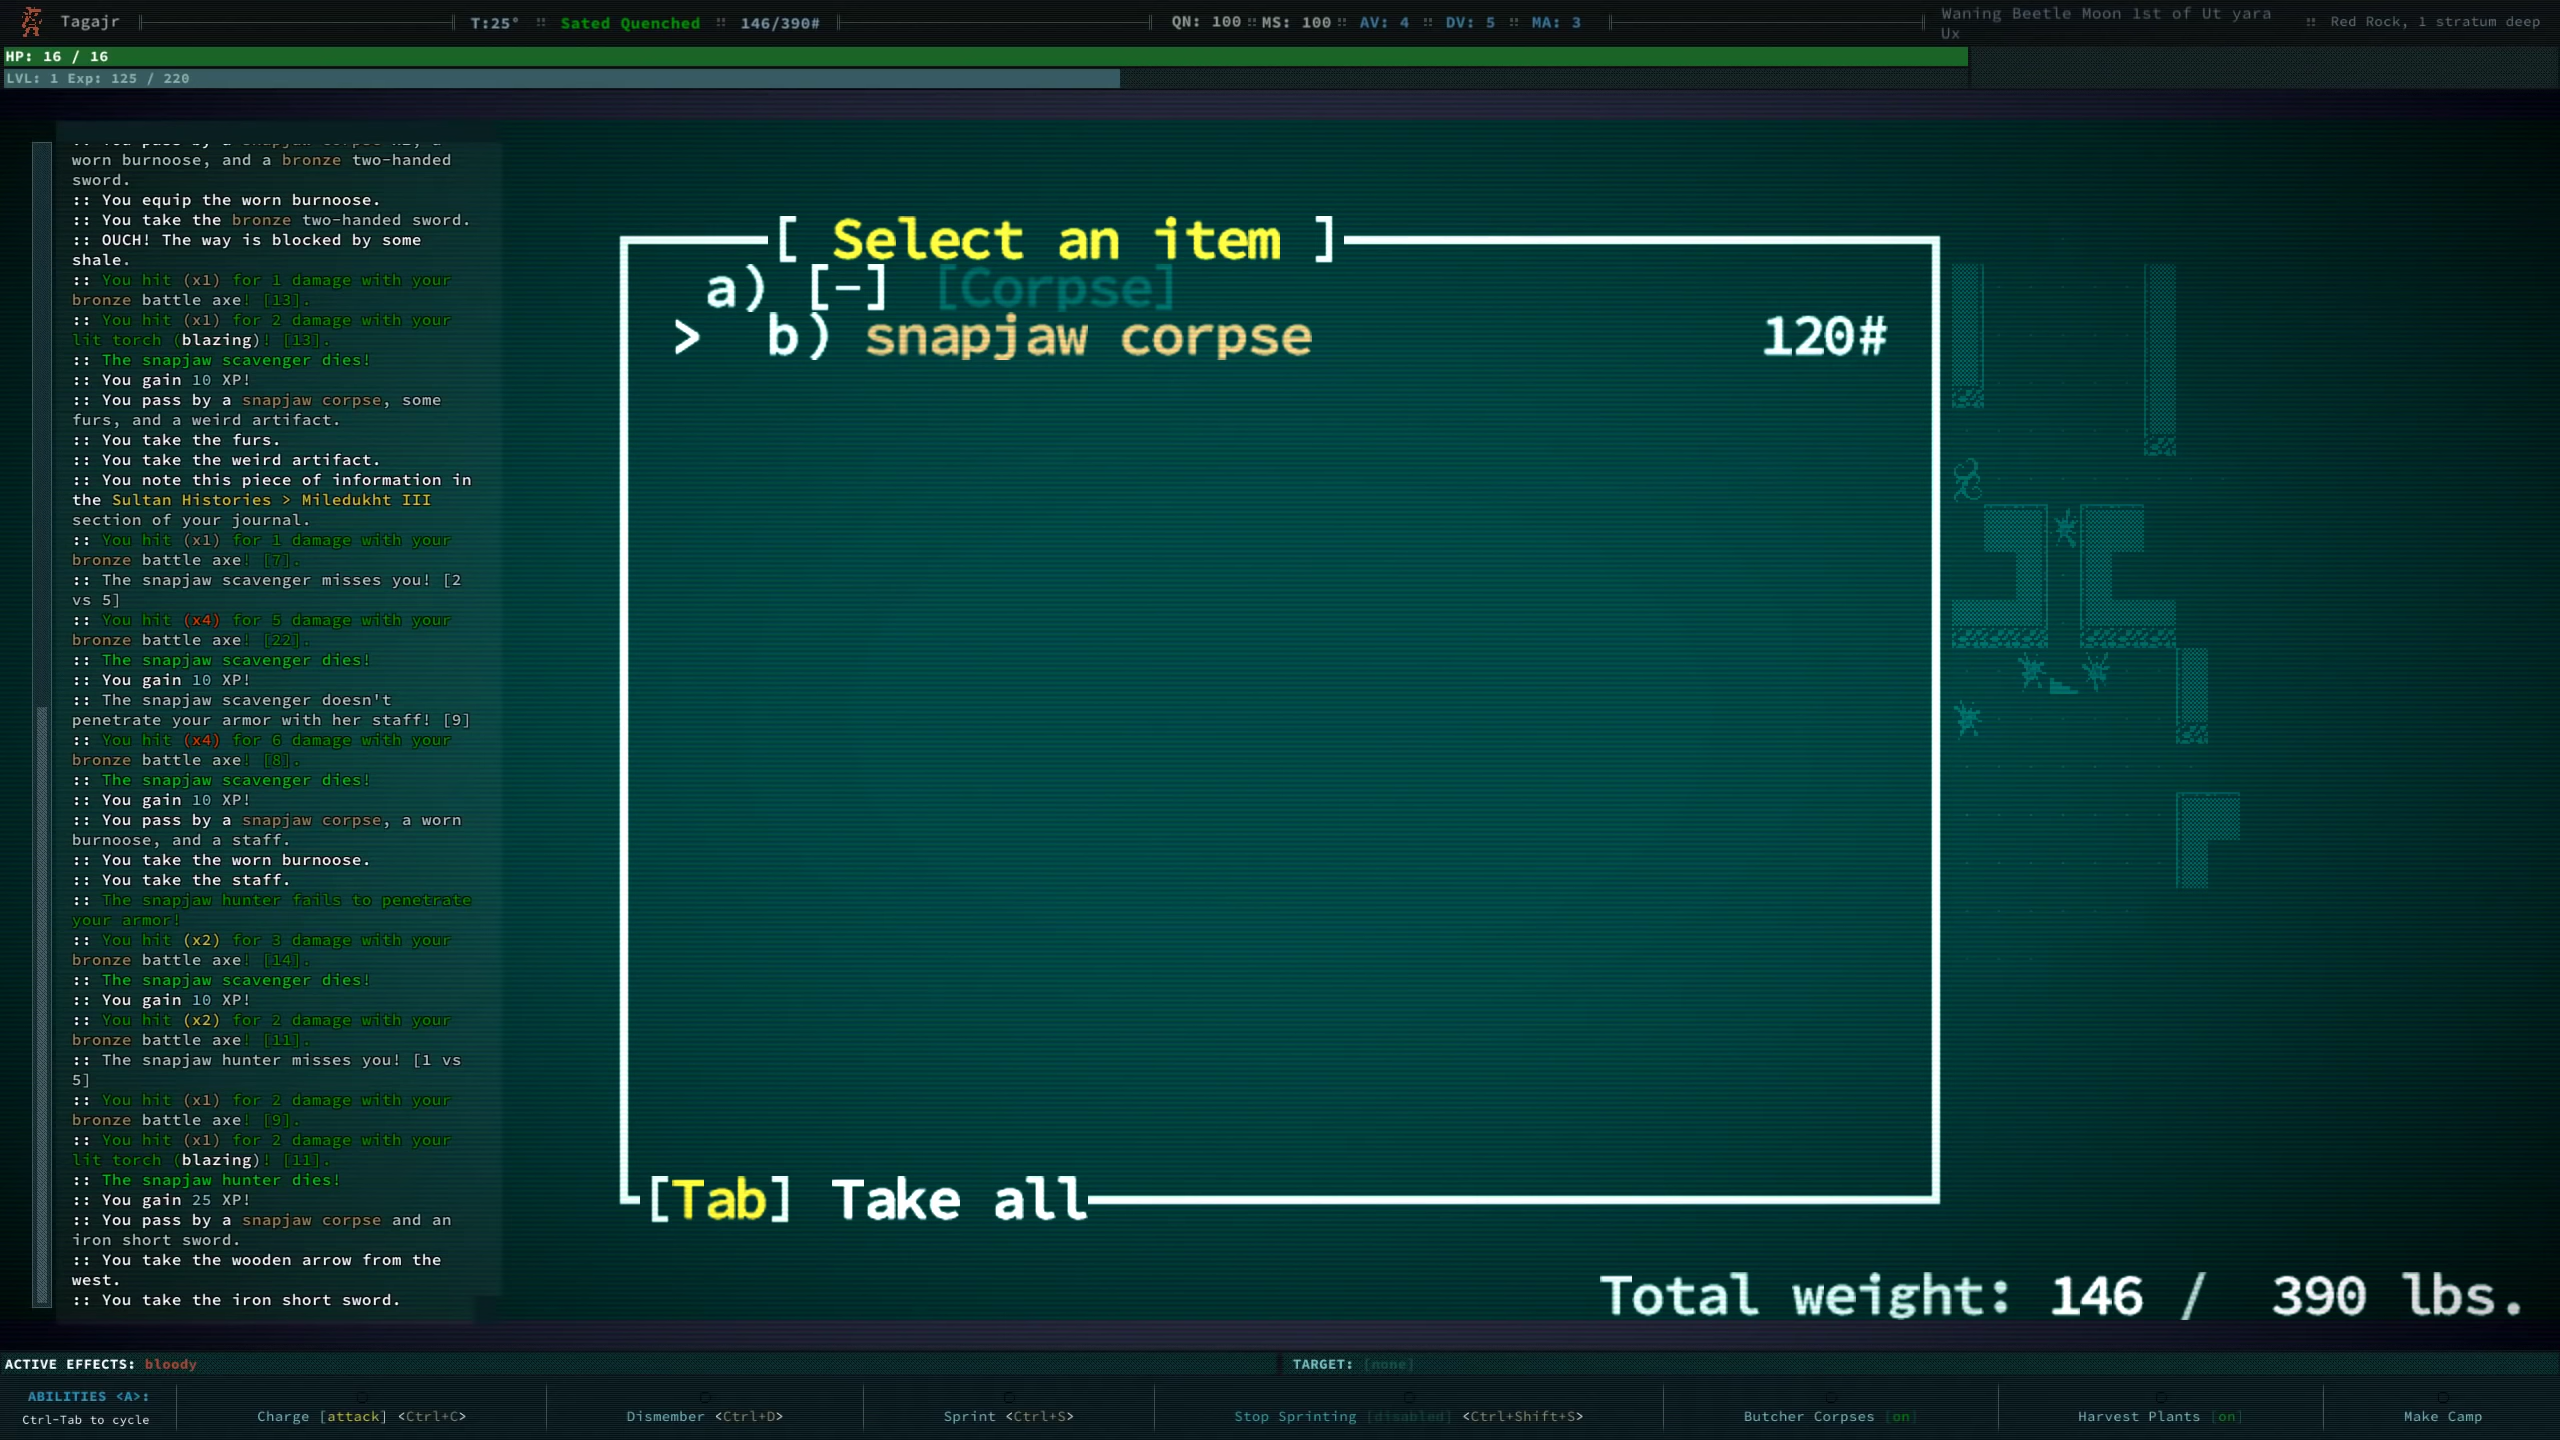 Tagajr T:25° :: Sated Quenched :: 146/390# QN: 100 :: MS: 100 :: AV: 4 :: DV: 5 :: MA: 3 Waning Beetle Moon 1st of Ut yara Ux :: Red Rock, 1 stratum deep
HP: 16 / 16
LVL: 1 Exp: 125 / 220
worn burnoose, and a bronze two-handed
sword.
:: You equip the worn burnoose.
:: You take the bronze two-handed sword.
:: OUCH! The way is blocked by some
shale.
:: You hit (x1) for 1 damage with your
bronze battle axe! [13].
:: You hit (x1) for 2 damage with your
lit torch (blazing)! [13].
:: The snapjaw scavenger dies!
:: You gain 10 XP!
:: You pass by a snapjaw corpse, some
furs, and a weird artifact.
:: You take the furs.
:: You take the weird artifact.
:: You note this piece of information in
the Sultan Histories > Miledukht III
section of your journal.
:: You hit (x1) for 1 damage with your
bronze battle axe! [7].
:: The snapjaw scavenger misses you! [2
vs 5]
:: You hit (x4) for 5 damage with your
bronze battle axe! [22].
:: The snapjaw scavenger dies!
:: You gain 10 XP!
:: The snapjaw scavenger doesn't
penetrate your armor with her staff! [9]
:: You hit (x4) for 6 damage with your
bronze battle axe! [8].
:: The snapjaw scavenger dies!
:: You gain 10 XP!
:: You pass by a snapjaw corpse, a worn
burnoose, and a staff.
:: You take the worn burnoose.
:: You take the staff.
:: The snapjaw hunter fails to penetrate
your armor!
:: You hit (x2) for 3 damage with your
bronze battle axe! [14].
:: The snapjaw scavenger dies!
:: You gain 10 XP!
:: You hit (x2) for 2 damage with your
bronze battle axe! [11].
:: The snapjaw hunter misses you! [1 vs
5]
:: You hit (x1) for 2 damage with your
bronze battle axe! [9].
:: You hit (x1) for 2 damage with your
lit torch (blazing)! [11].
:: The snapjaw hunter dies!
:: You gain 25 XP!
:: You pass by a snapjaw corpse and an
iron short sword.
:: You take the wooden arrow from the
west.
:: You take the iron short sword.
[ Select an item ]
a) [-] [Corpse]
> b) snapjaw corpse 120#
[Tab] Take all
Total weight: 146 / 390 lbs.
ACTIVE EFFECTS: bloody TARGET: [none]
ABILITIES <A>:
Ctrl-Tab to cycle
Charge [attack] <Ctrl+C> Dismember <Ctrl+D> Sprint <Ctrl+S> Stop Sprinting [disabled] <Ctrl+Shift+S> Butcher Corpses [on] Harvest Plants [on] Make Camp